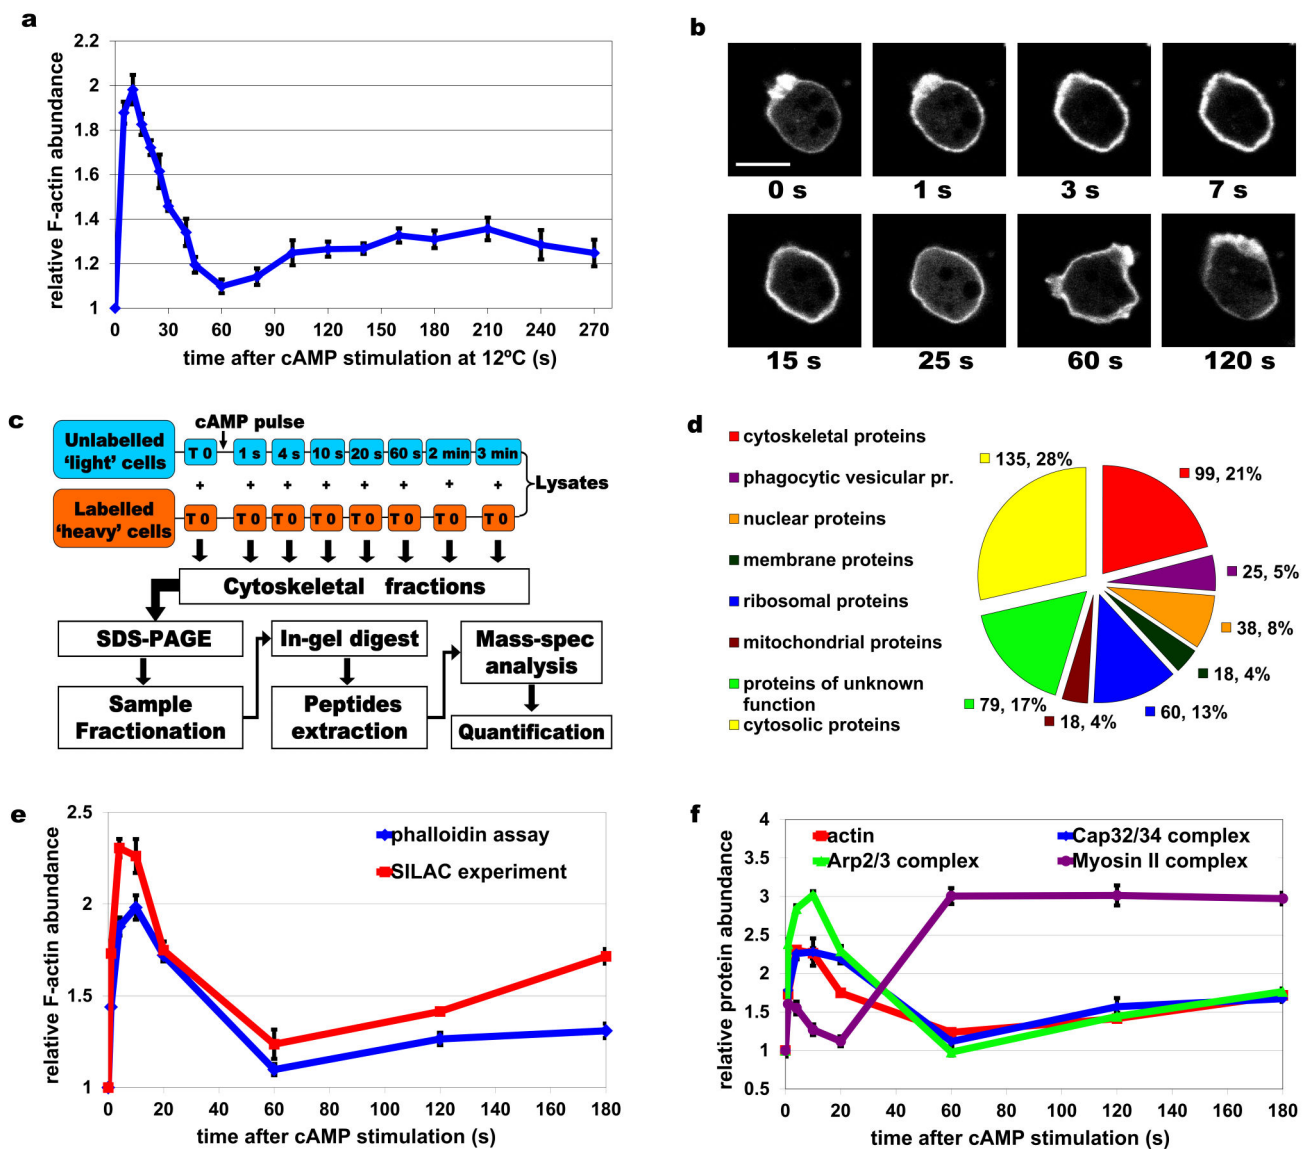 a
2.2
2
1.8
1.6
1.4
1.2
1
relative F-actin abundance
0 30 60 90 120 150 180 210 240 270
time after cAMP stimulation at 12ºC (s)
b
0 s 1 s 3 s 7 s
15 s 25 s 60 s 120 s
c
cAMP pulse
Unlabelled
'light' cells
T 0 1 s 4 s 10 s 20 s 60 s 2 min 3 min
+ + + + + + + +
Lysates
Labelled
'heavy' cells
T 0 T 0 T 0 T 0 T 0 T 0 T 0 T 0
Cytoskeletal fractions
SDS-PAGE
Sample
Fractionation
In-gel digest
Peptides
extraction
Mass-spec
analysis
Quantification
d
cytoskeletal proteins
phagocytic vesicular pr.
nuclear proteins
membrane proteins
ribosomal proteins
mitochondrial proteins
proteins of unknown
function
cytosolic proteins
135, 28%
99, 21%
25, 5%
38, 8%
18, 4%
60, 13%
18, 4%
79, 17%
e
2.5
2
1.5
1
relative F-actin abundance
phalloidin assay
SILAC experiment
0 20 40 60 80 100 120 140 160 180
time after cAMP stimulation (s)
f
4
3.5
3
2.5
2
1.5
1
0.5
relative protein abundance
actin
Cap32/34 complex
Arp2/3 complex
Myosin II complex
0 20 40 60 80 100 120 140 160 180
time after cAMP stimulation (s)